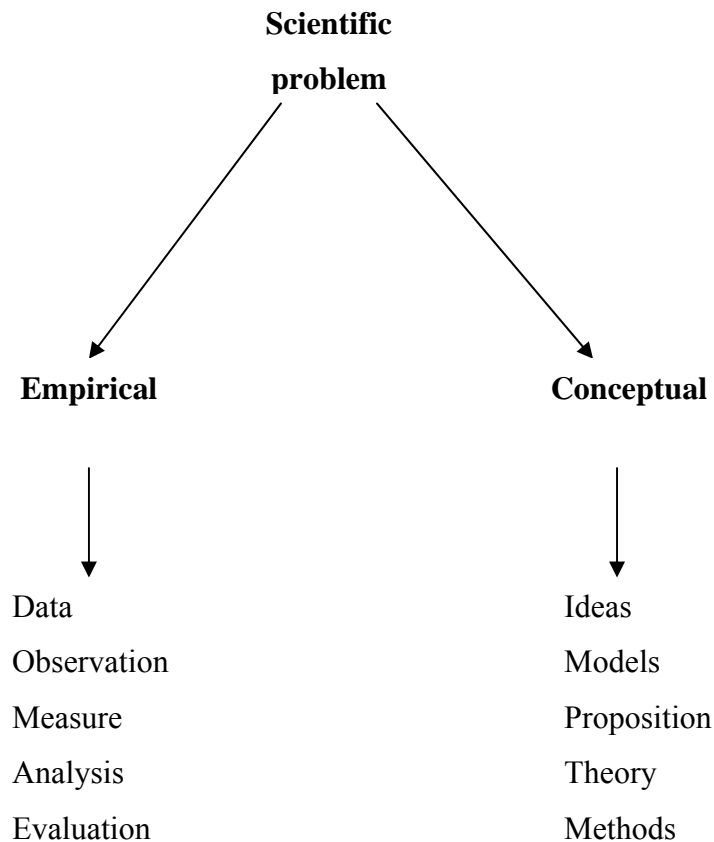 Scientific
problem
Empirical
Conceptual
Data
Observation
Measure
Analysis
Evaluation
Ideas
Models
Proposition
Theory
Methods